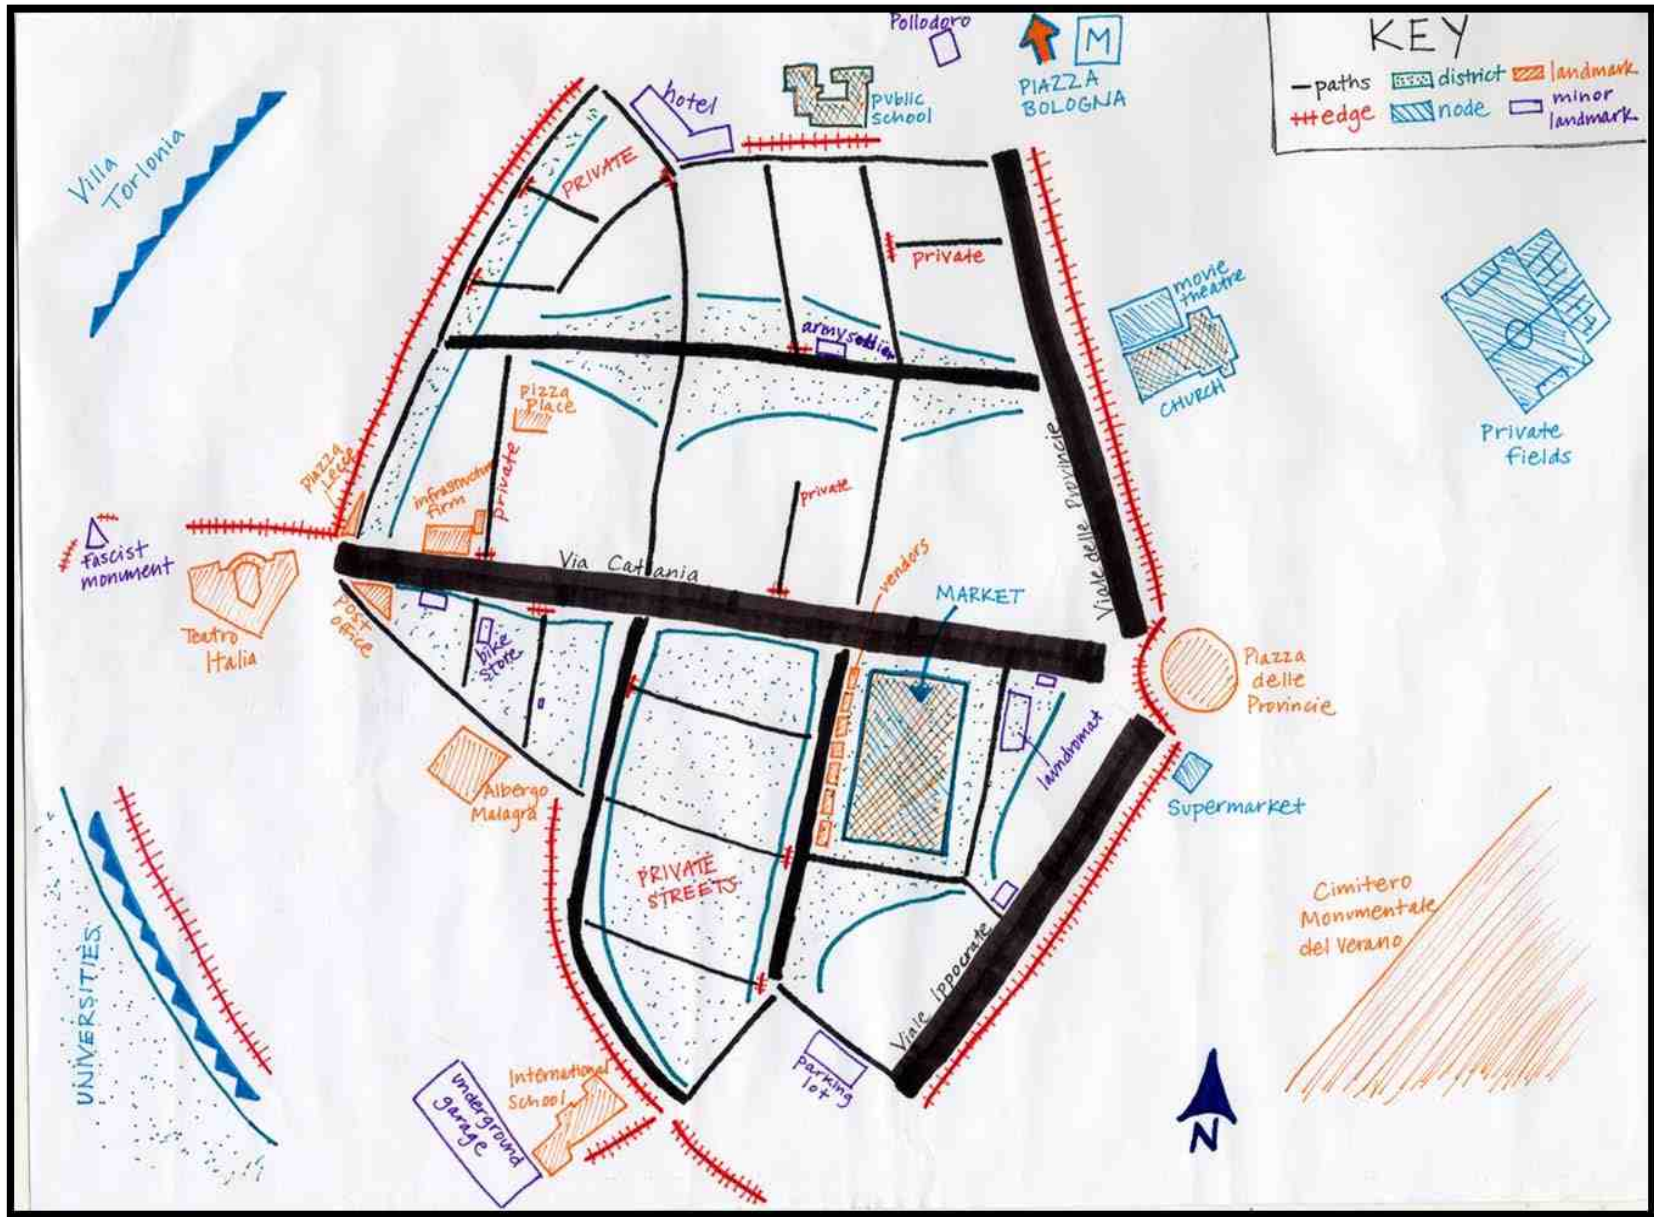 Pollodoro
M
PIAZZA
BOLOGNA
KEY
paths
district
landmark
edge
node
minor
landmark
hotel
public
school
Villa
Torlonia
PRIVATE
private
movie
theatre
CHURCH
Private
fields
pizza
Place
Piazza
Lecce
infrastructure
firm
private
private
Viale delle Provincie
Fascist
monument
Teatro
Italia
Via Catania
vendors
MARKET
post
office
bike
store
Piazza
delle
Provincie
laundromat
Supermarket
Albergo
Malagrà
PRIVATE
STREETS
Cimitero
Monumentale
del Verano
UNIVERSITIES
Viale Ippocrate
International
School
underground
garage
parking
lot
N